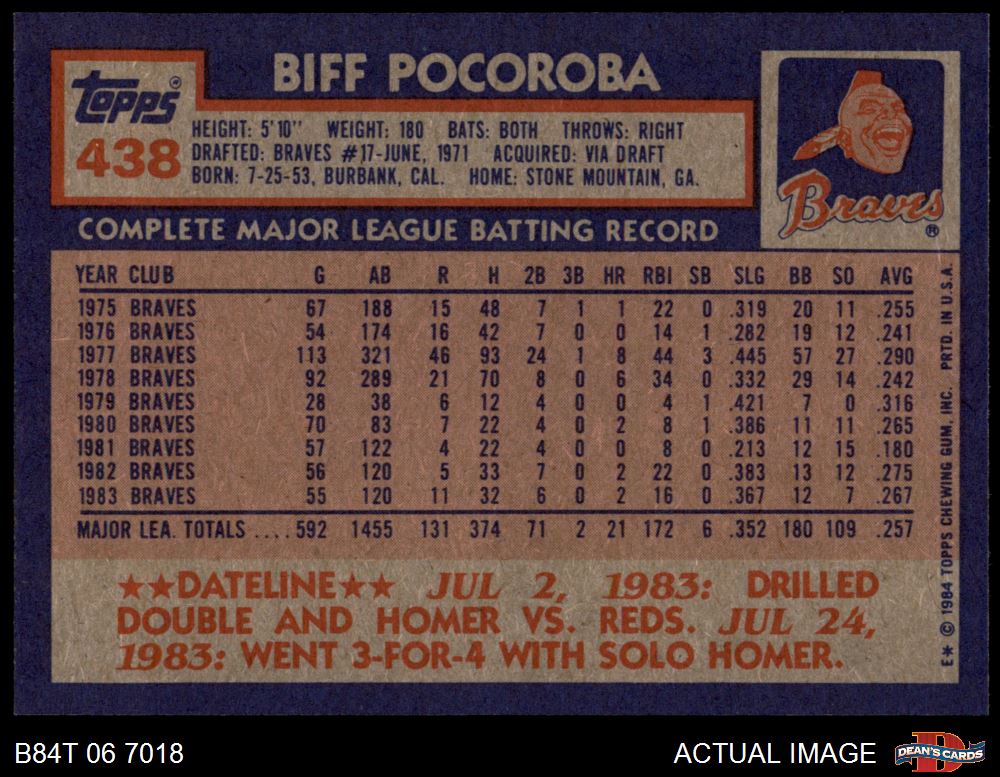 BIFF POCOROBA
Topps®
438
HEIGHT: 5'10" WEIGHT: 180 BATS: BOTH THROWS: RIGHT
DRAFTED: BRAVES #17-JUNE, 1971 ACQUIRED: VIA DRAFT
BORN: 7-25-53, BURBANK, CAL. HOME: STONE MOUNTAIN, GA.
Braves®
COMPLETE MAJOR LEAGUE BATTING RECORD
YEAR CLUB G AB R H 2B 3B HR RBI SB SLG BB SO AVG
1975 BRAVES 67 188 15 48 7 1 1 22 0 .319 20 11 .255
1976 BRAVES 54 174 16 42 7 0 0 14 1 .282 19 12 .241
1977 BRAVES 113 321 46 93 24 1 8 44 3 .445 57 27 .290
1978 BRAVES 92 289 21 70 8 0 6 34 0 .332 29 14 .242
1979 BRAVES 28 38 6 12 4 0 0 4 1 .421 7 0 .316
1980 BRAVES 70 83 7 22 4 0 2 8 1 .386 11 11 .265
1981 BRAVES 57 122 4 22 4 0 0 8 0 .213 12 15 .180
1982 BRAVES 56 120 5 33 7 0 2 22 0 .383 13 12 .275
1983 BRAVES 55 120 11 32 6 0 2 16 0 .367 12 7 .267
MAJOR LEA. TOTALS ....592 1455 131 374 71 2 21 172 6 .352 180 109 .257
★★DATELINE★★ JUL 2, 1983: DRILLED
DOUBLE AND HOMER VS. REDS. JUL 24,
1983: WENT 3-FOR-4 WITH SOLO HOMER.
E* © 1984 TOPPS CHEWING GUM, INC. PRTD. IN U.S.A.
B84T 06 7018
ACTUAL IMAGE
D
DEAN'S CARDS